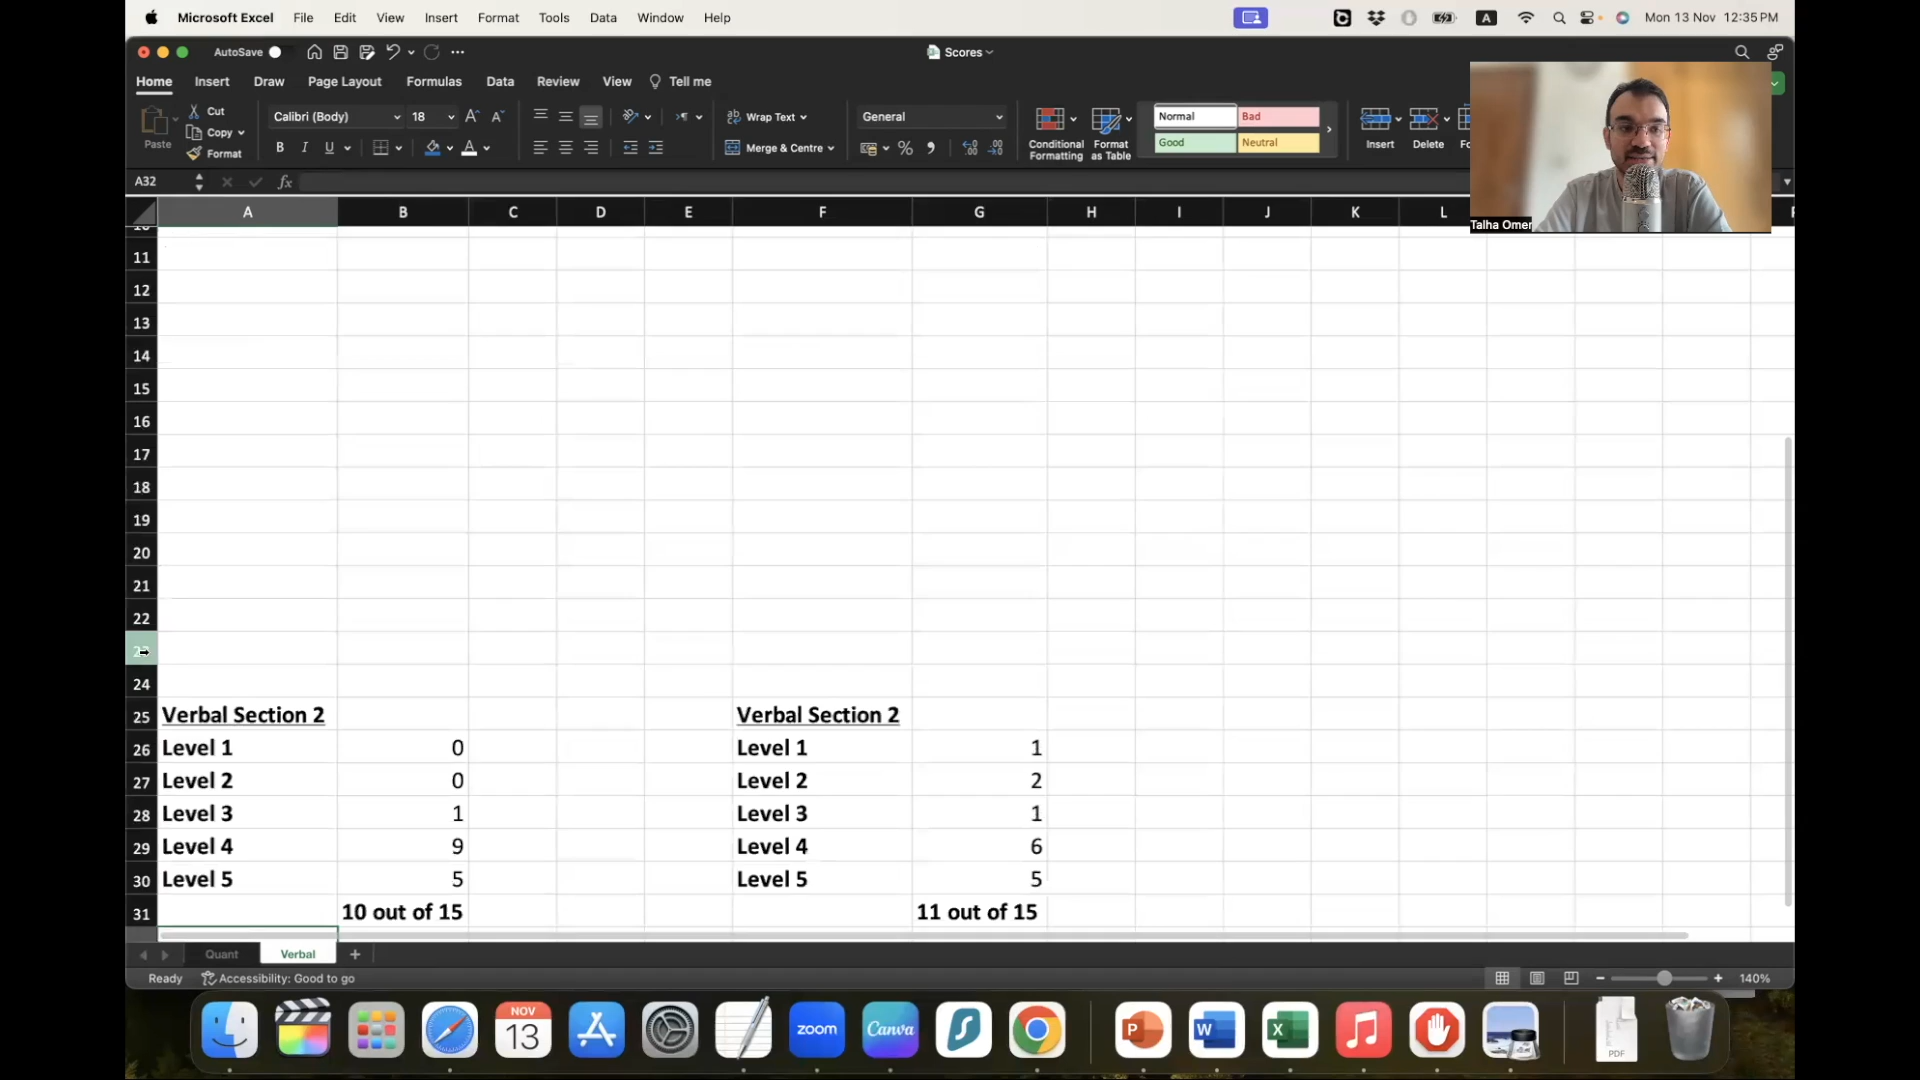 Microsoft Excel File Edit View Insert Format Tools Data Window Help
A
Mon 13 Nov 12:35 PM
AutoSave
Scores
Home Insert Draw Page Layout Formulas Data Review View Tell me
Paste
Cut
Copy
Format
Calibri (Body) 18
B I U
Wrap Text
Merge & Centre
General
Conditional Formatting
Format as Table
Normal Bad
Good Neutral
Insert Delete
Talha Omer
A32 fx
A B C D E F G H I J K L
11
12
13
14
15
16
17
18
19
20
21
22
24
25 Verbal Section 2 Verbal Section 2
26 Level 1 0 Level 1 1
27 Level 2 0 Level 2 2
28 Level 3 1 Level 3 1
29 Level 4 9 Level 4 6
30 Level 5 5 Level 5 5
31 10 out of 15 11 out of 15
Quant Verbal +
Ready Accessibility: Good to go 140%
NOV
13
zoom
Canva
P
W
X
PDF